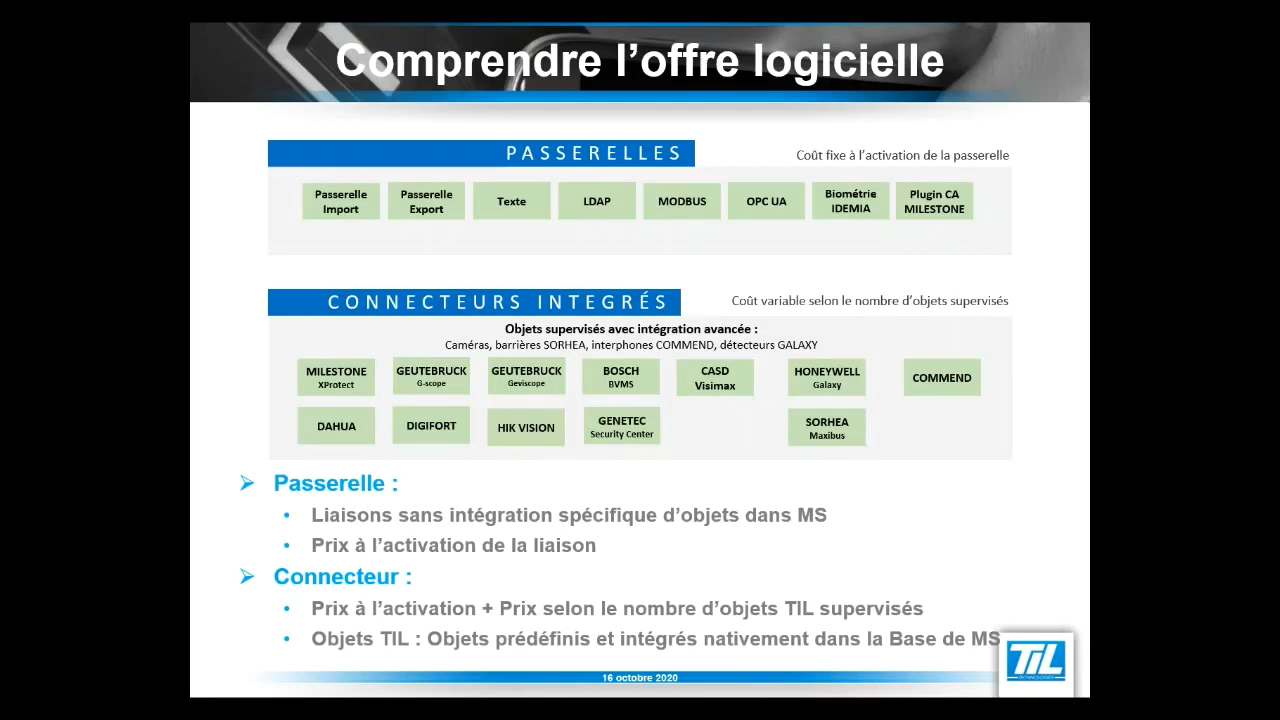 Comprendre l’offre logicielle
PASSERELLES
Coût fixe à l’activation de la passerelle
Passerelle
Import
Passerelle
Export
Texte
LDAP
MODBUS
OPC UA
Biométrie
IDEMIA
Plugin CA
MILESTONE
CONNECTEURS INTEGRÉS
Coût variable selon le nombre d’objets supervisés
Objets supervisés avec intégration avancée :
Caméras, barrières SORHEA, interphones COMMEND, détecteurs GALAXY
MILESTONE
XProtect
GEUTEBRUCK
G-scope
GEUTEBRUCK
Geviscope
BOSCH
BVMS
CASD
Visimax
HONEYWELL
Galaxy
COMMEND
DAHUA
DIGIFORT
HIK VISION
GENETEC
Security Center
SORHEA
Maxibus
Passerelle :
• Liaisons sans intégration spécifique d’objets dans MS
• Prix à l’activation de la liaison
Connecteur :
• Prix à l’activation + Prix selon le nombre d’objets TIL supervisés
• Objets TIL : Objets prédéfinis et intégrés nativement dans la Base de MS
16 octobre 2020
TIL
TECHNOLOGIES